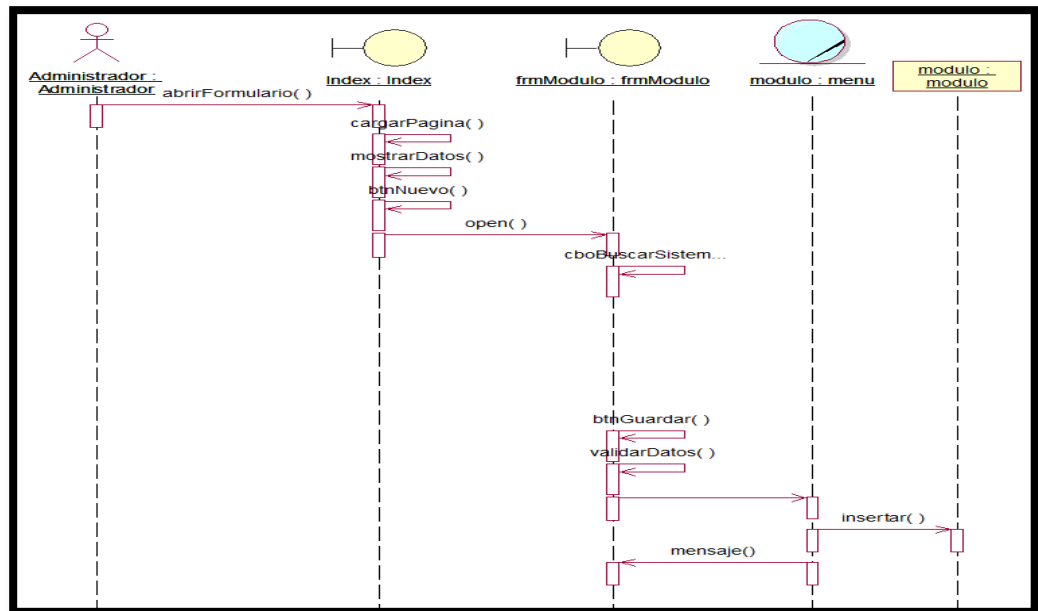 Administrador :
Administrador
Index : Index
frmModulo : frmModulo
modulo : menu
modulo :
modulo
abrirFormulario( )
cargarPagina( )
mostrarDatos( )
btnNuevo( )
open( )
cboBuscarSistem...
btnGuardar( )
validarDatos( )
insertar( )
mensaje()